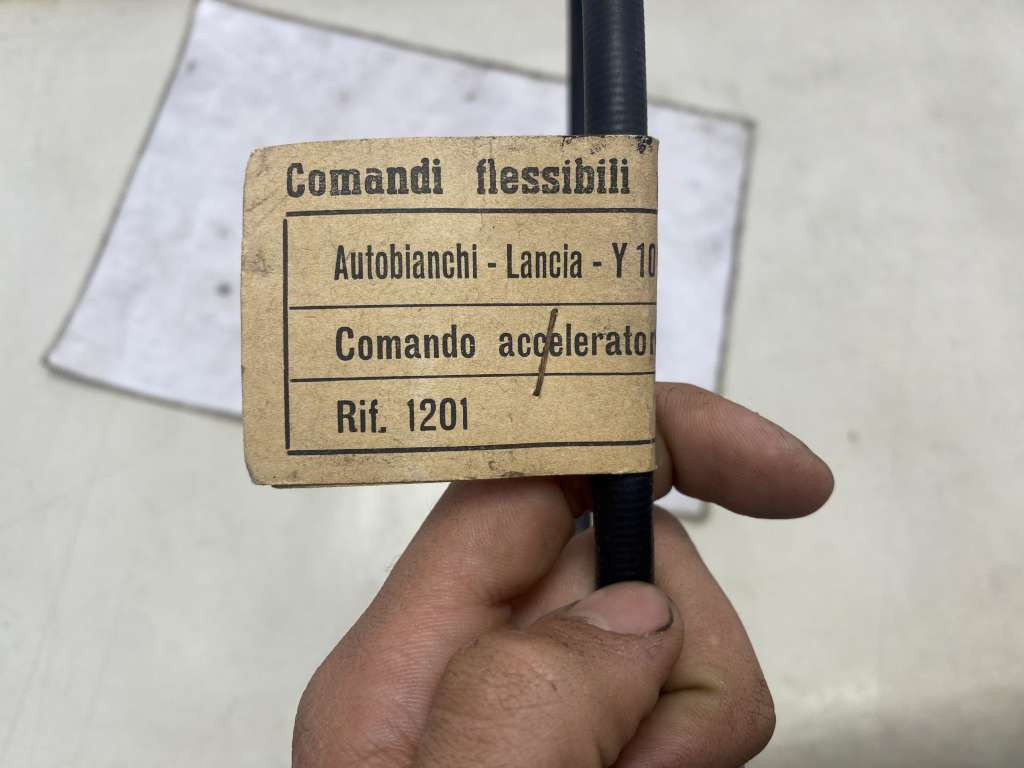 Comandi flessibili
Autobianchi - Lancia - Y 10
Comando accelerator
Rif. 1201